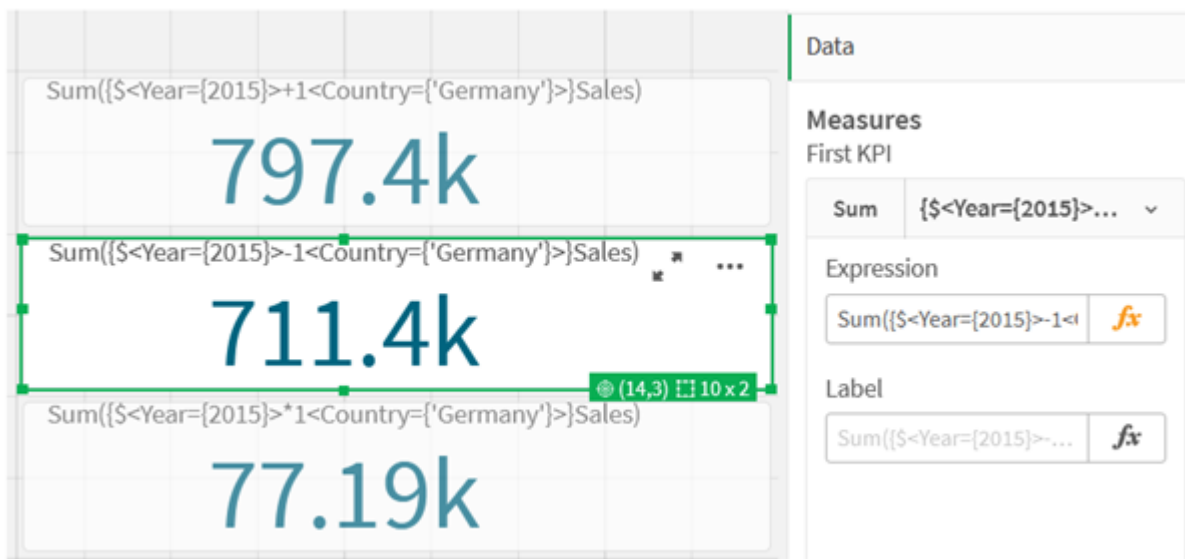 Sum({$<Year={2015}>+1<Country={'Germany'}>}Sales)
797.4k
Sum({$<Year={2015}>-1<Country={'Germany'}>}Sales)
711.4k
(14,3) 10 x 2
Sum({$<Year={2015}>*1<Country={'Germany'}>}Sales)
77.19k
Data
Measures
First KPI
Sum {$<Year={2015}>...
Expression
Sum({$<Year={2015}>-1<( fx
Label
Sum({$<Year={2015}>-... fx